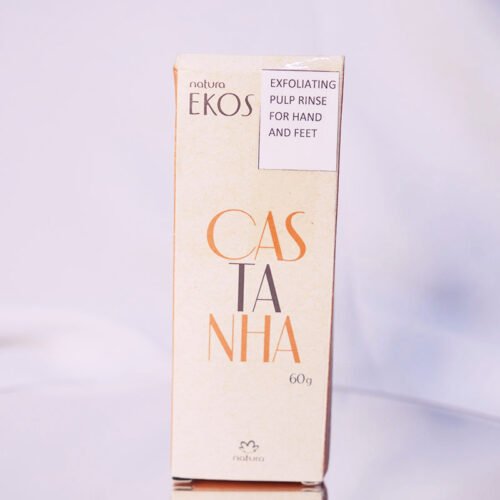 natura
EKOS
EXFOLIATING
PULP RINSE
FOR HAND
AND FEET
CAS
TA
NHA
60g
natura